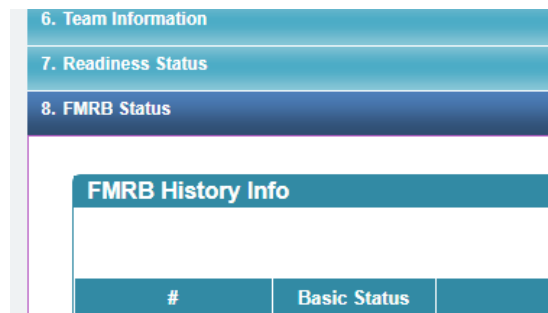 6. Team Information
7. Readiness Status
8. FMRB Status
FMRB History Info
# Basic Status